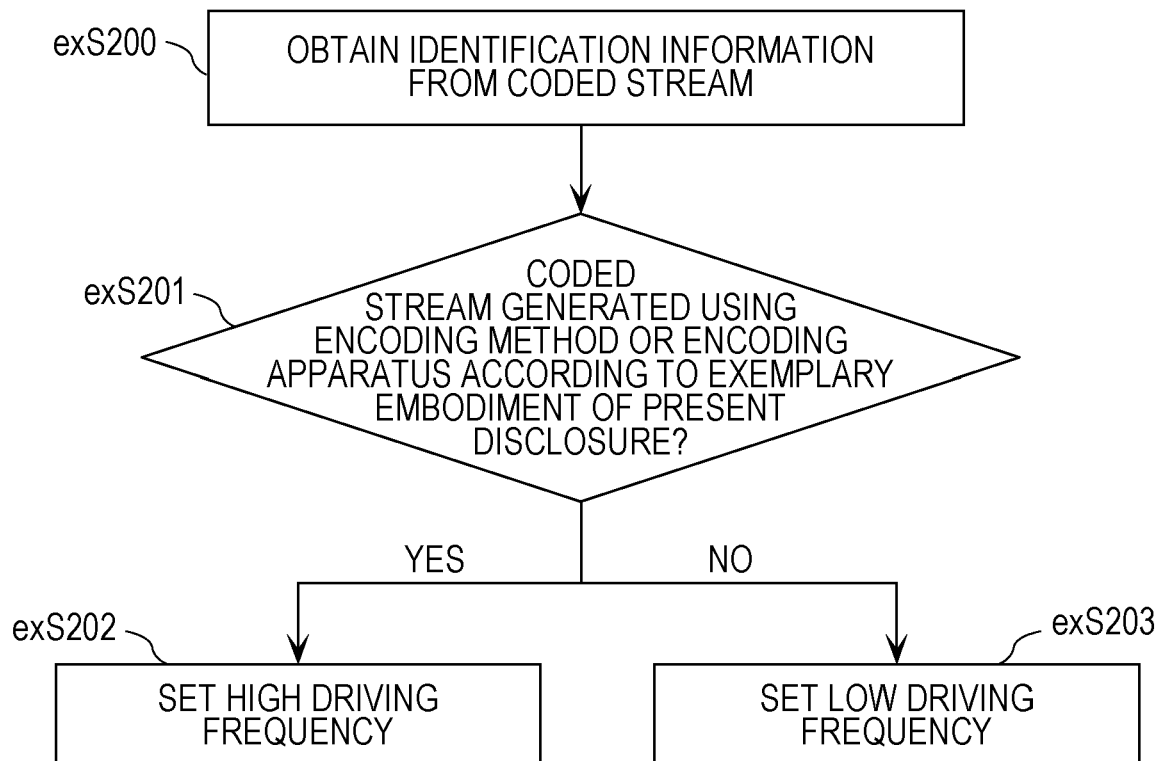 exS200
OBTAIN IDENTIFICATION INFORMATION
FROM CODED STREAM
exS201
CODED
STREAM GENERATED USING
ENCODING METHOD OR ENCODING
APPARATUS ACCORDING TO EXEMPLARY
EMBODIMENT OF PRESENT
DISCLOSURE?
YES
NO
exS202
SET HIGH DRIVING
FREQUENCY
exS203
SET LOW DRIVING
FREQUENCY